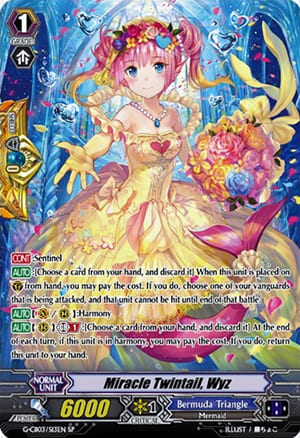 1
GRADE
CONT:Sentinel
AUTO:[Choose a card from your hand, and discard it] When this unit is placed on
from hand, you may pay the cost. If you do, choose one of your vanguards
that is being attacked, and that unit cannot be hit until end of battle.
AUTO:Harmony
AUTO 1:[Choose a card from your hand, and discard it] At the end
of each turn, if this unit is in harmony, you may pay the cost. If you do, return
this unit to your hand.
NORMAL UNIT Miracle Twintail, Wyz
POWER 6000 1 CRITICAL Bermuda Triangle
Mermaid
G-CB03/S13EN SP ILLUST /